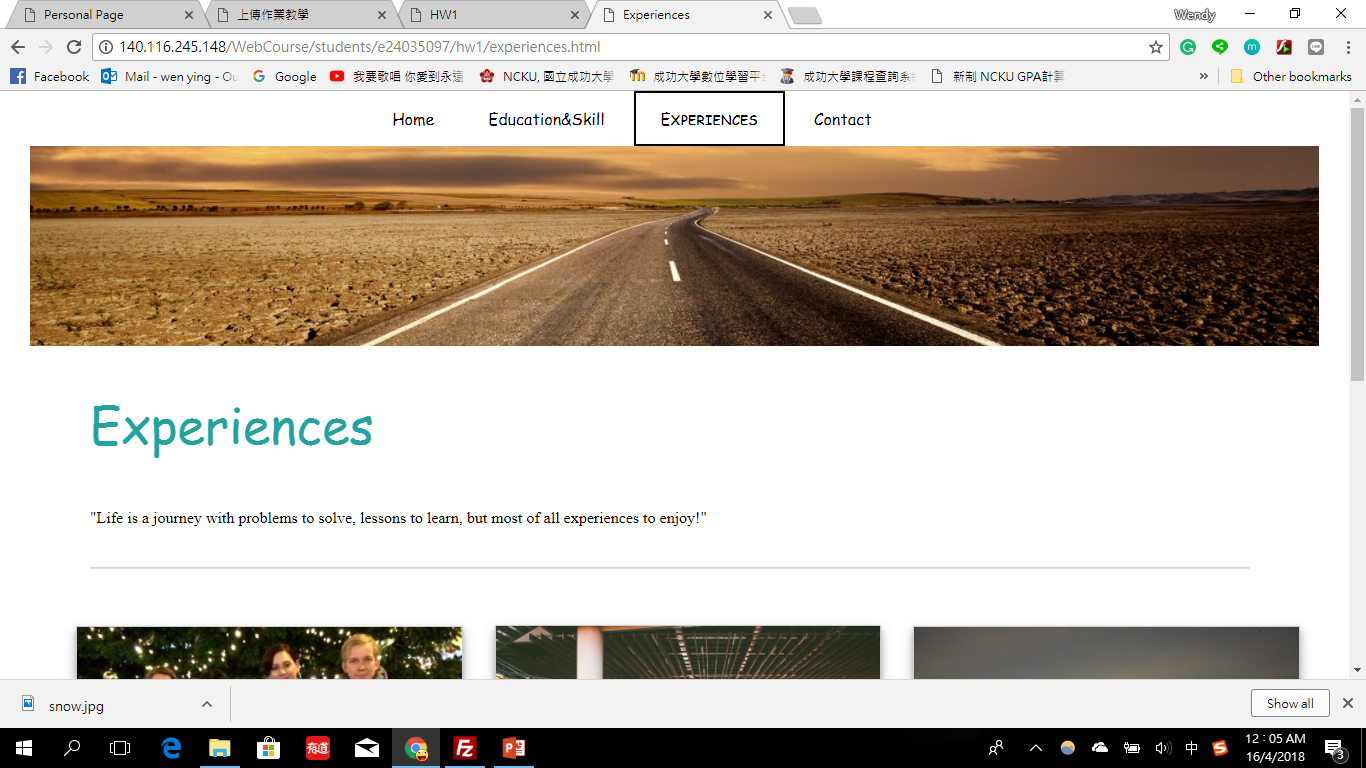 Personal Page
上傳作業教學
HW1
Experiences
Wendy
140.116.245.148/WebCourse/students/e24035097/hw1/experiences.html
Facebook
Mail - wen ying - Ou
Google
我要歌唱 你愛到永遠
NCKU, 國立成功大學
成功大學數位學習平
成功大學課程查詢系
新制 NCKU GPA計算
»
Other bookmarks
Home
Education&Skill
EXPERIENCES
Contact
Experiences
"Life is a journey with problems to solve, lessons to learn, but most of all experiences to enjoy!"
snow.jpg
Show all
有道
中
12 : 05 AM
16/4/2018
3